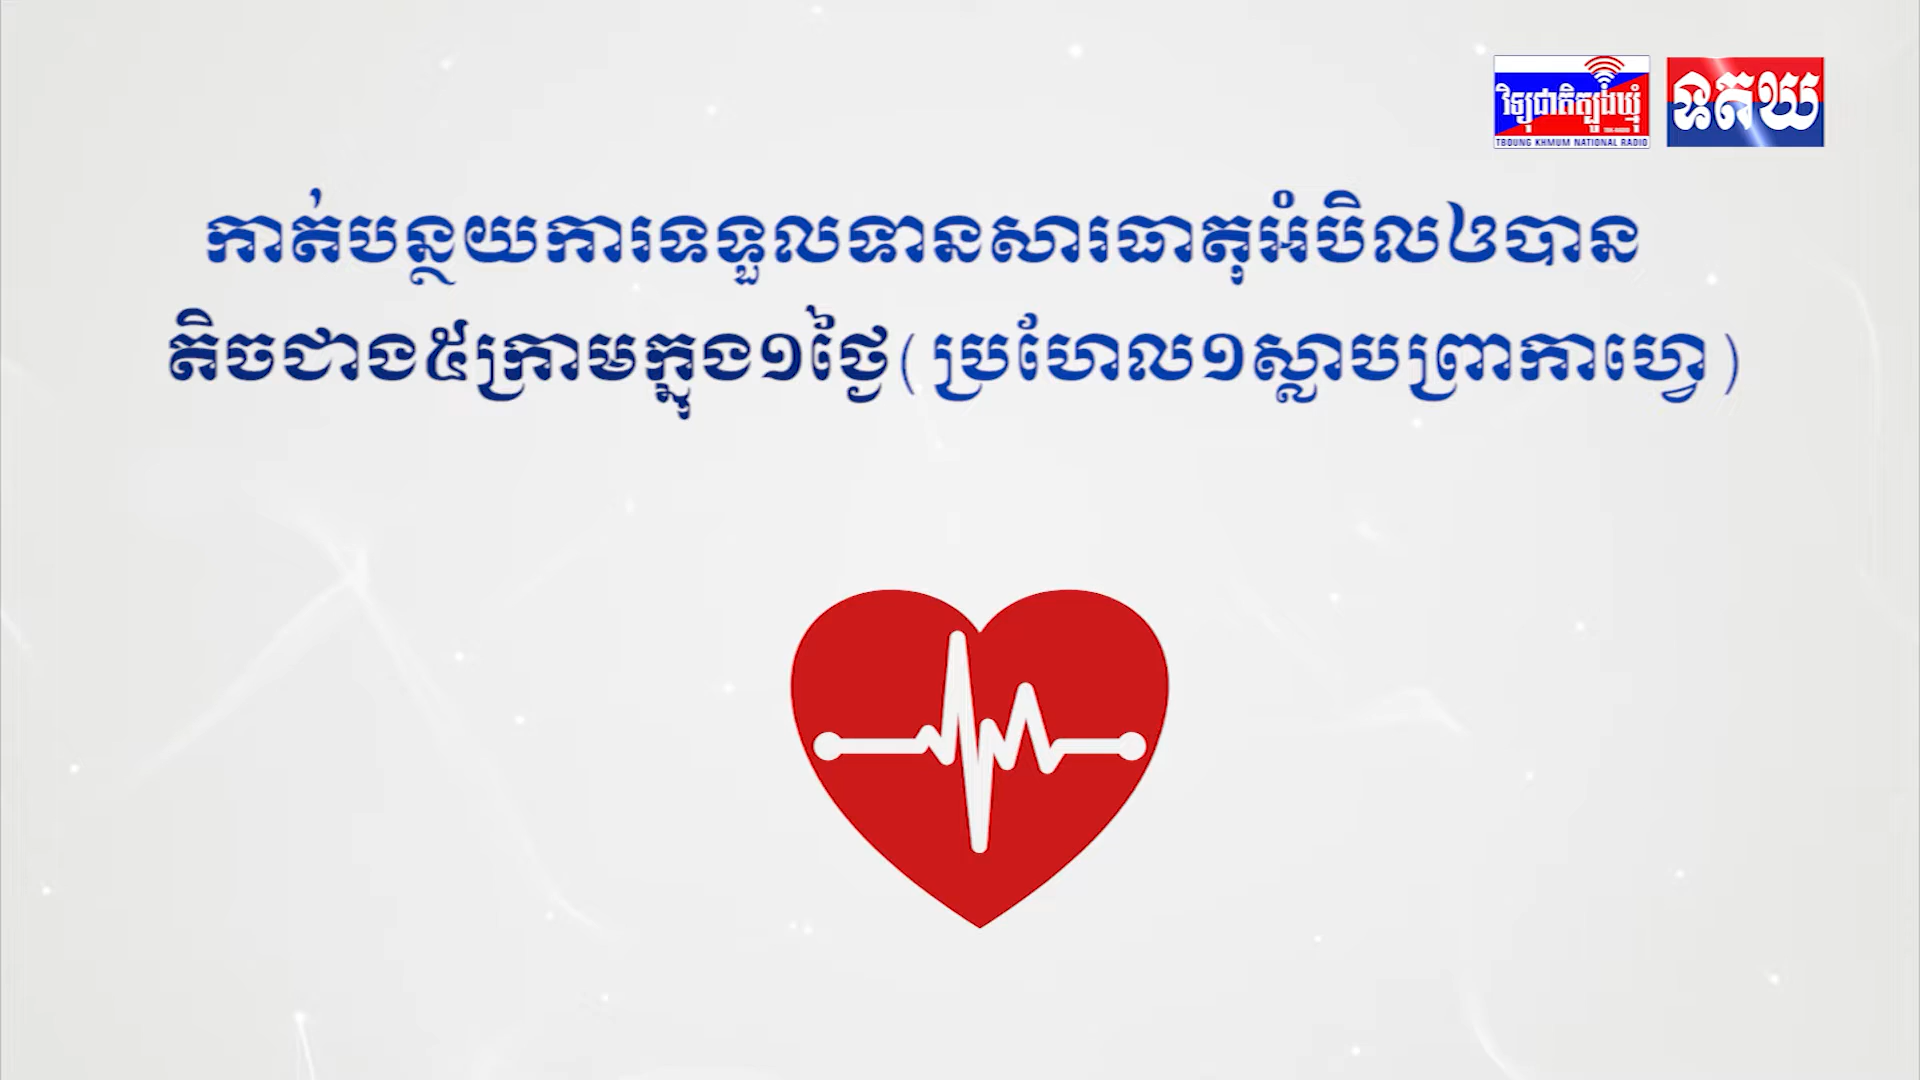 វិទ្យុជាតិត្បូងឃ្មុំ
TBOUNG KHMUM NATIONAL RADIO
ទតឃ
កាត់បន្ថយការទទួលទានសារធាតុអំបិលឲបាន
តិចជាង៥ក្រាមក្នុង១ថ្ងៃ(ប្រហែល១ស្លាបព្រាកាហ្វេ)